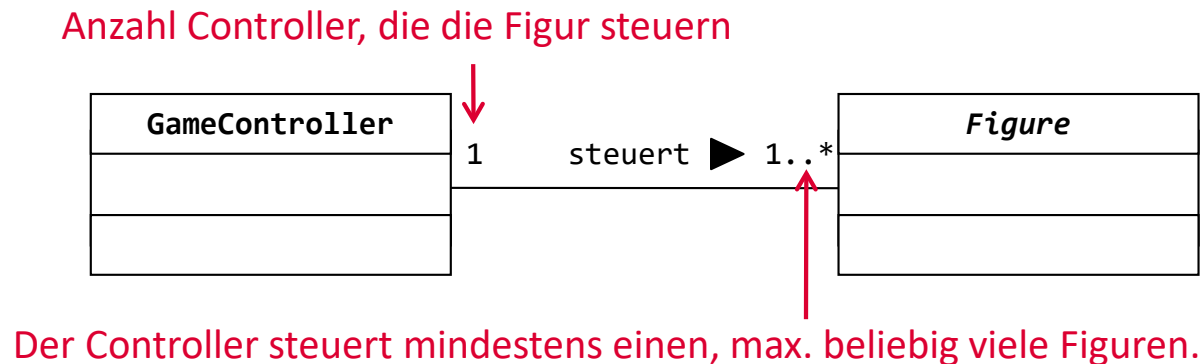 Anzahl Controller, die die Figur steuern
GameController
Figure
1 steuert ▶ 1..*
Der Controller steuert mindestens einen, max. beliebig viele Figuren.